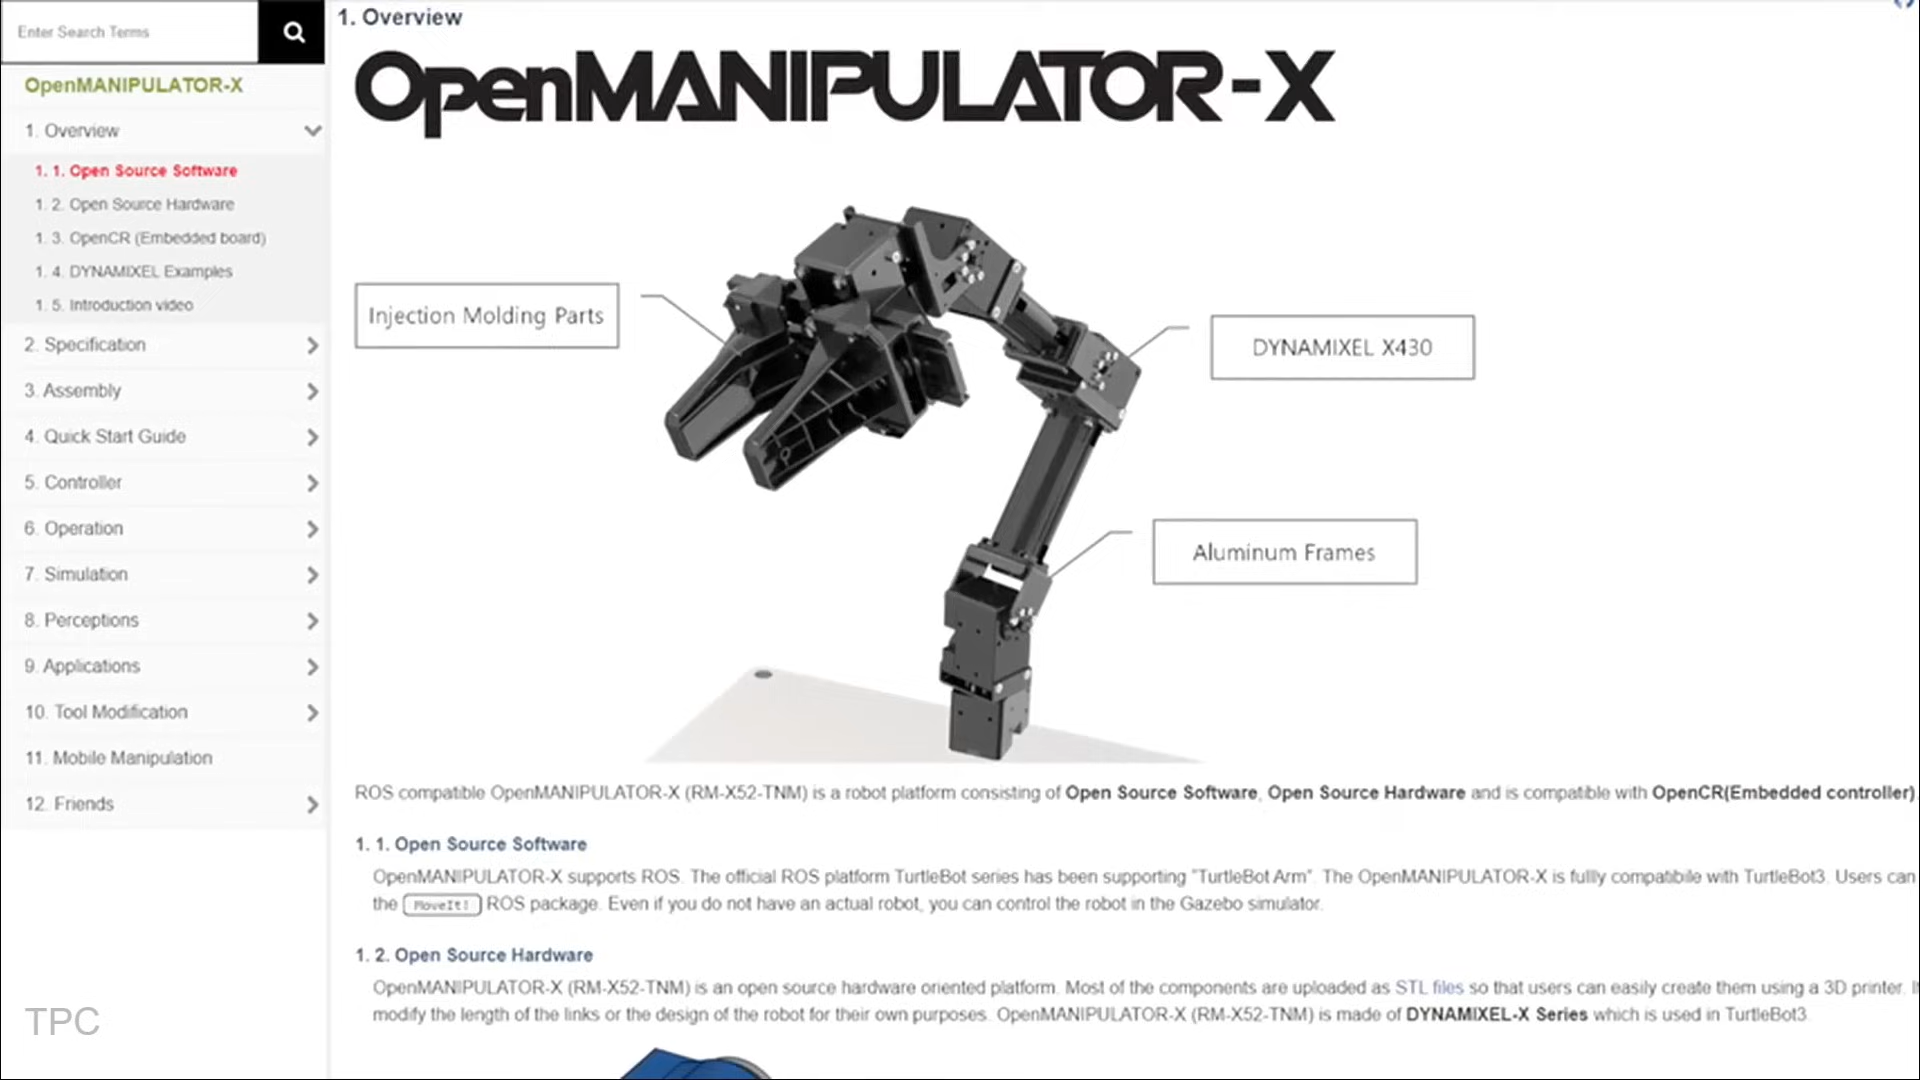 Enter Search Terms
OpenMANIPULATOR-X
1. Overview
1. 1. Open Source Software
1. 2. Open Source Hardware
1. 3. OpenCR (Embedded board)
1. 4. DYNAMIXEL Examples
1. 5. Introduction video
2. Specification
3. Assembly
4. Quick Start Guide
5. Controller
6. Operation
7. Simulation
8. Perceptions
9. Applications
10. Tool Modification
11. Mobile Manipulation
12. Friends
TPC
1. Overview
OpenMANIPULATOR-X
Injection Molding Parts
DYNAMIXEL X430
Aluminum Frames
ROS compatible OpenMANIPULATOR-X (RM-X52-TNM) is a robot platform consisting of Open Source Software, Open Source Hardware and is compatible with OpenCR(Embedded controller)
1. 1. Open Source Software
OpenMANIPULATOR-X supports ROS. The official ROS platform TurtleBot series has been supporting "TurtleBot Arm". The OpenMANIPULATOR-X is fullly compatibile with TurtleBot3. Users can
the MoveIt! ROS package. Even if you do not have an actual robot, you can control the robot in the Gazebo simulator.
1. 2. Open Source Hardware
OpenMANIPULATOR-X (RM-X52-TNM) is an open source hardware oriented platform. Most of the components are uploaded as STL files so that users can easily create them using a 3D printer.
modify the length of the links or the design of the robot for their own purposes. OpenMANIPULATOR-X (RM-X52-TNM) is made of DYNAMIXEL-X Series which is used in TurtleBot3.